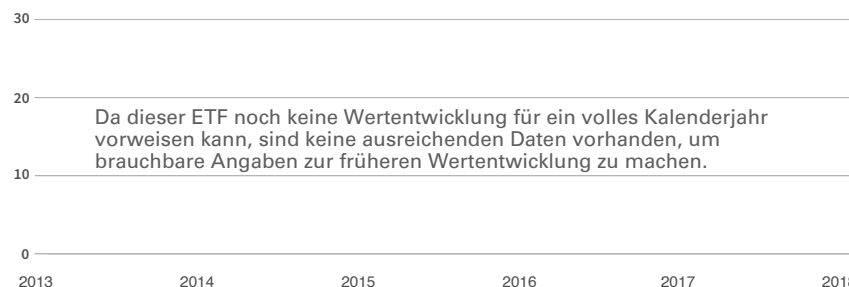 30
20
Da dieser ETF noch keine Wertentwicklung für ein volles Kalenderjahr
vorweisen kann, sind keine ausreichenden Daten vorhanden, um
brauchbare Angaben zur früheren Wertentwicklung zu machen.
10
0
2013 2014 2015 2016 2017 2018